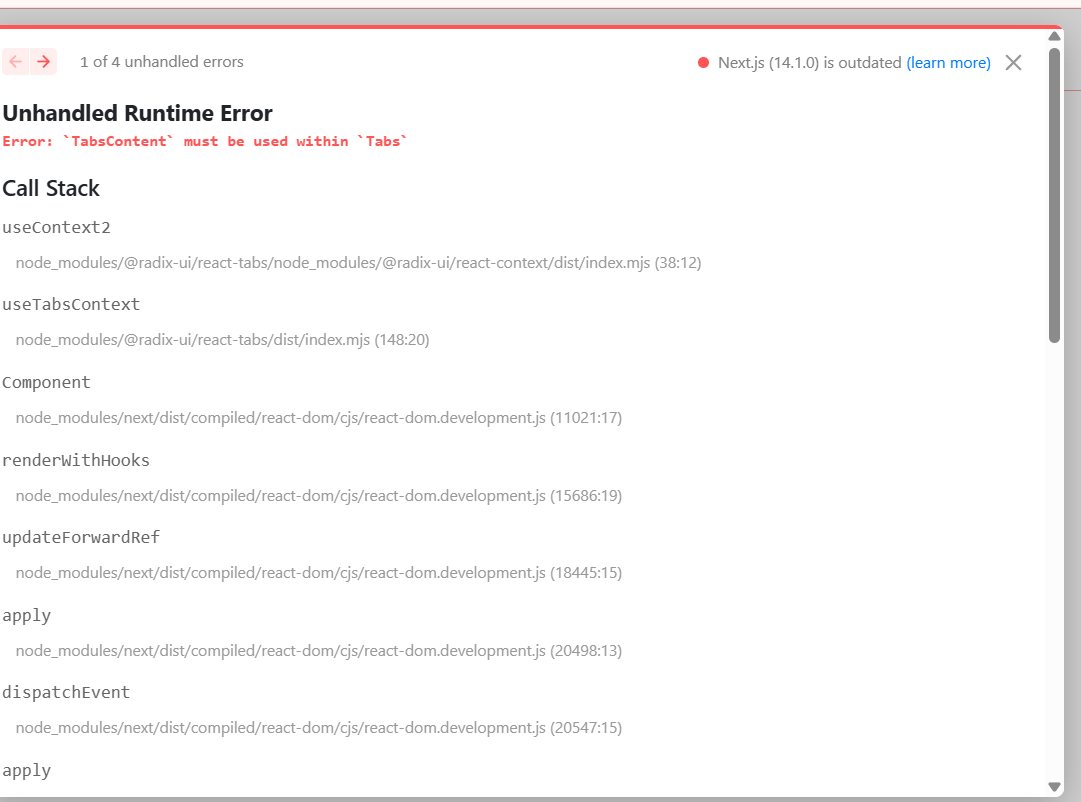 1 of 4 unhandled errors
Next.js (14.1.0) is outdated (learn more)
Unhandled Runtime Error
Error: `TabsContent` must be used within `Tabs`
Call Stack
useContext2
node_modules/@radix-ui/react-tabs/node_modules/@radix-ui/react-context/dist/index.mjs (38:12)
useTabsContext
node_modules/@radix-ui/react-tabs/dist/index.mjs (148:20)
Component
node_modules/next/dist/compiled/react-dom/cjs/react-dom.development.js (11021:17)
renderWithHooks
node_modules/next/dist/compiled/react-dom/cjs/react-dom.development.js (15686:19)
updateForwardRef
node_modules/next/dist/compiled/react-dom/cjs/react-dom.development.js (18445:15)
apply
node_modules/next/dist/compiled/react-dom/cjs/react-dom.development.js (20498:13)
dispatchEvent
node_modules/next/dist/compiled/react-dom/cjs/react-dom.development.js (20547:15)
apply